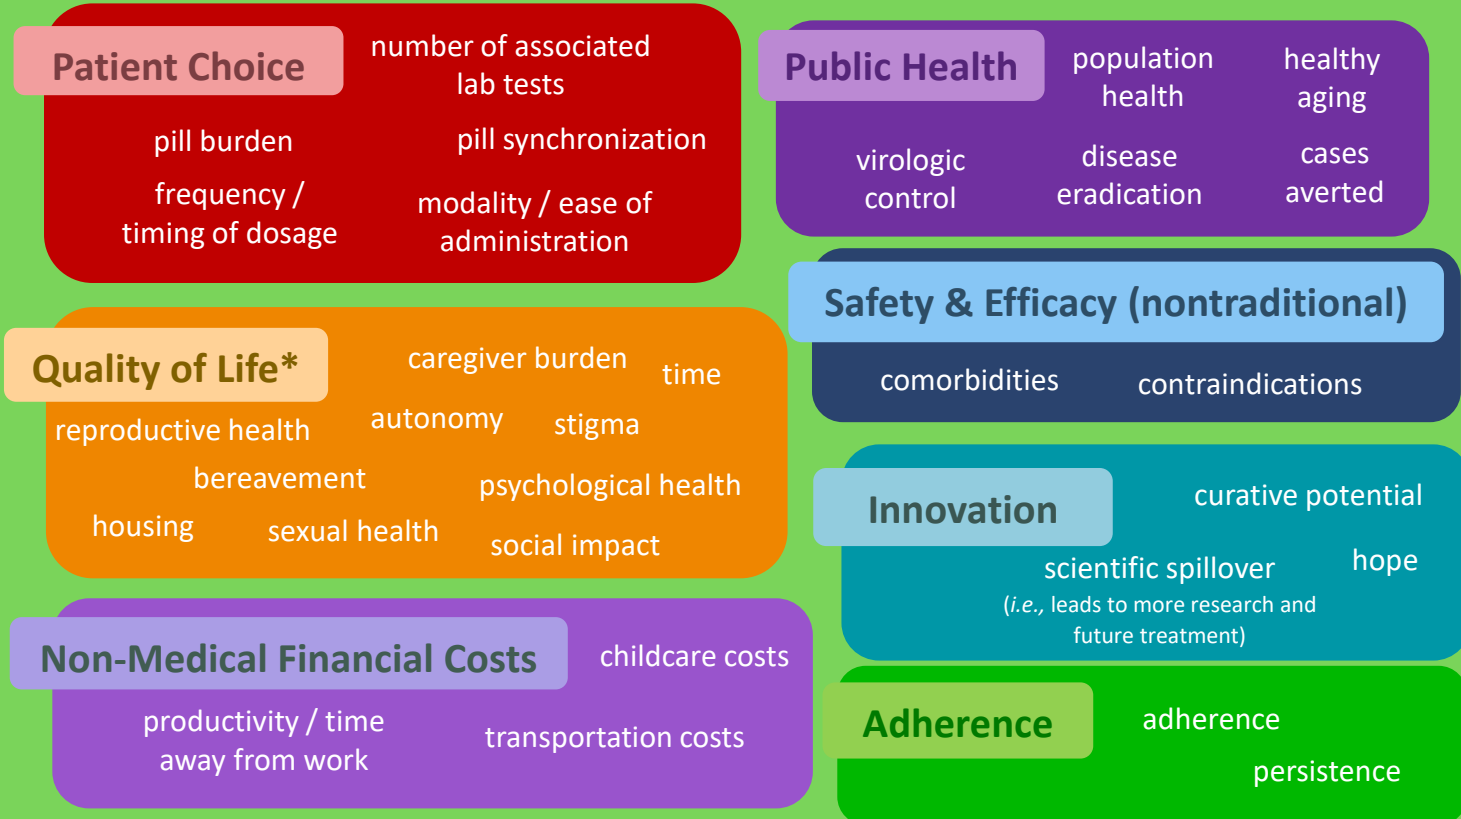 Patient Choice
number of associated
lab tests
pill burden
pill synchronization
frequency /
timing of dosage
modality / ease of
administration
Public Health
population
health
healthy
aging
virologic
control
disease
eradication
cases
averted
Safety & Efficacy (nontraditional)
comorbidities
contraindications
Quality of Life*
caregiver burden
time
reproductive health
autonomy
stigma
bereavement
psychological health
housing
sexual health
social impact
Innovation
curative potential
scientific spillover
(i.e., leads to more research and
future treatment)
hope
Non-Medical Financial Costs
childcare costs
productivity / time
away from work
transportation costs
Adherence
adherence
persistence